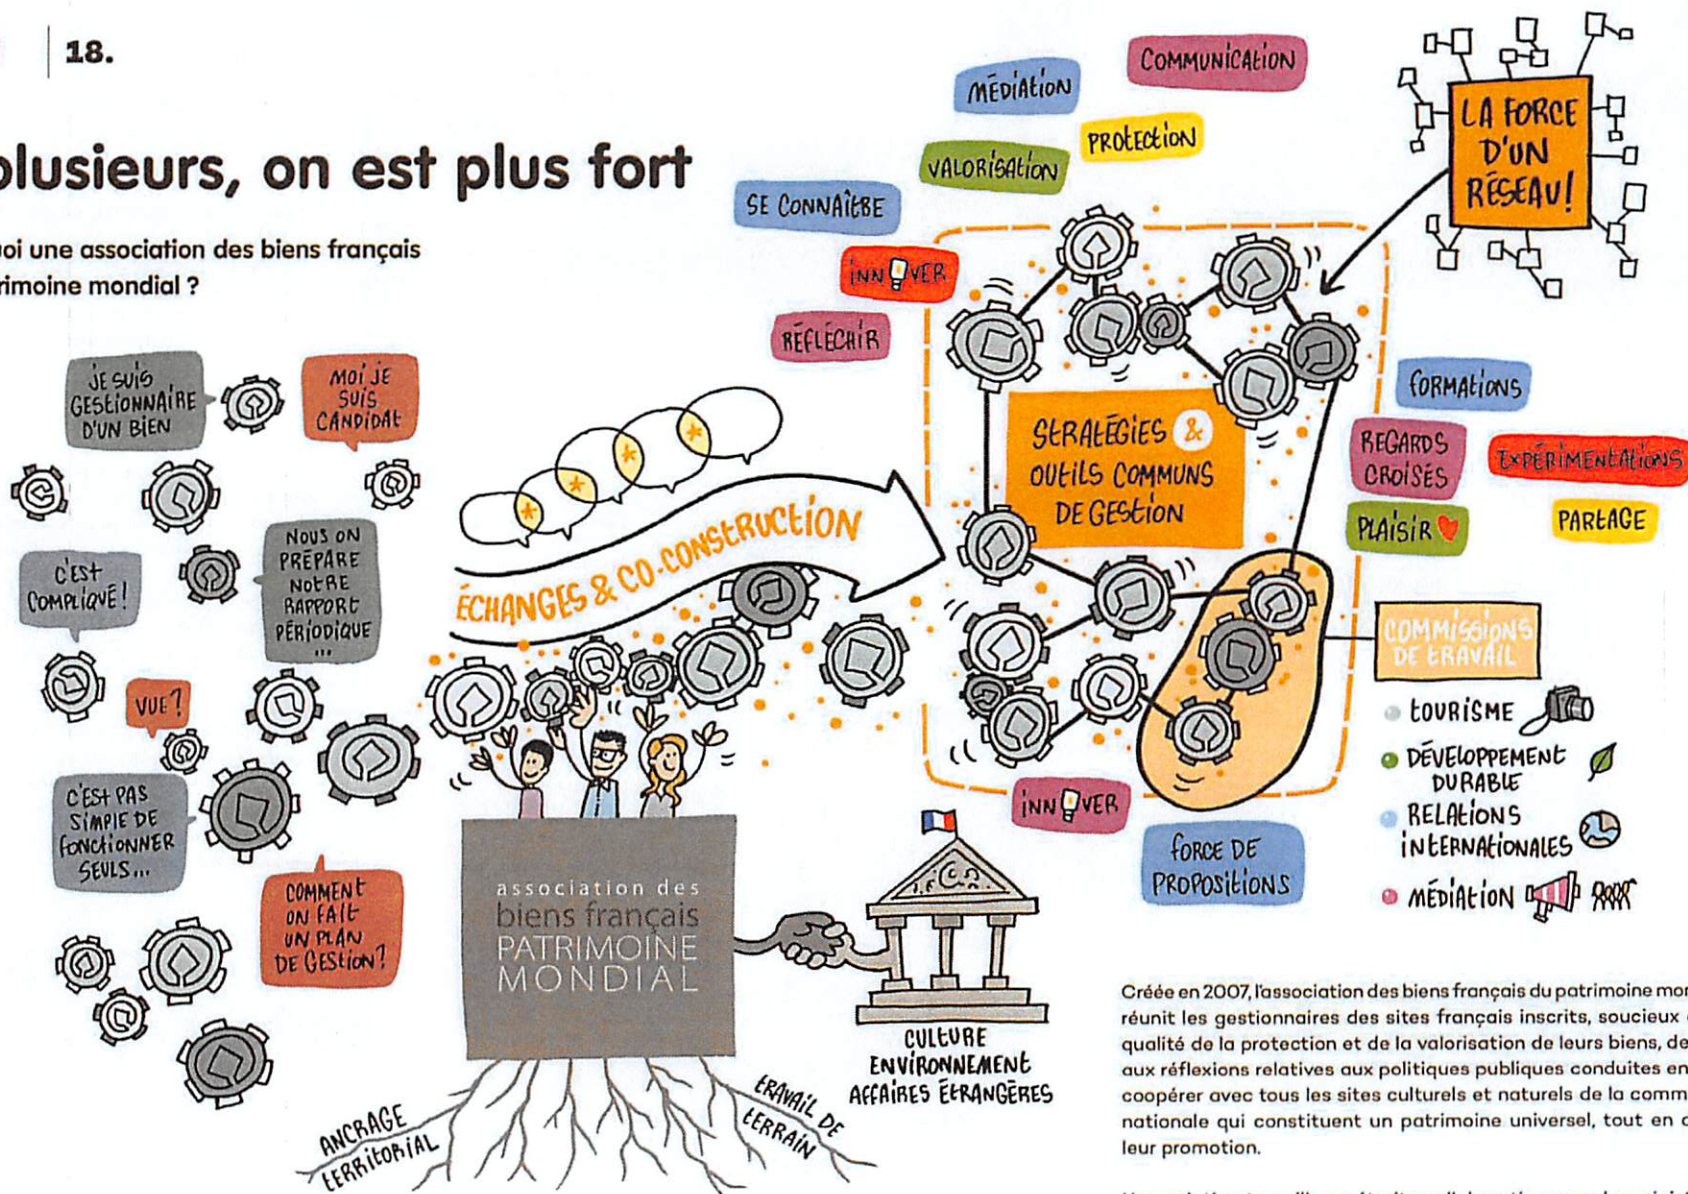 18.
plusieurs, on est plus fort
oi une association des biens français
rimoine mondial ?
JE SUIS
GESTIONNAIRE
D'UN BIEN
MOI JE
SUIS
CANDIDAT
C'EST
COMPLIQUÉ !
NOUS ON
PRÉPARE
NOTRE
RAPPORT
PÉRIODIQUE
...
VUE ?
C'EST PAS
SIMPLE DE
FONCTIONNER
SEULS...
COMMENT
ON FAIT
UN PLAN
DE GESTION ?
ÉCHANGES & CO-CONSTRUCTION
association des
biens français
PATRIMOINE
MONDIAL
ANCRAGE
TERRITORIAL
TRAVAIL DE
TERRAIN
CULTURE
ENVIRONNEMENT
AFFAIRES ÉTRANGÈRES
COMMUNICATION
MÉDIATION
PROTECTION
VALORISATION
SE CONNAÎTRE
INNOVER
RÉFLÉCHIR
LA FORCE
D'UN
RÉSEAU !
STRATÉGIES &
OUTILS COMMUNS
DE GESTION
FORMATIONS
REGARDS
CROISÉS
EXPÉRIMENTATIONS
PLAISIR
PARTAGE
COMMISSIONS
DE TRAVAIL
TOURISME
DÉVELOPPEMENT
DURABLE
RELATIONS
INTERNATIONALES
MÉDIATION
INNOVER
FORCE DE
PROPOSITIONS
Créée en 2007, l'association des biens français du patrimoine mon
réunit les gestionnaires des sites français inscrits, soucieux
qualité de la protection et de la valorisation de leurs biens, de
aux réflexions relatives aux politiques publiques conduites en
coopérer avec tous les sites culturels et naturels de la comm
nationale qui constituent un patrimoine universel, tout en
leur promotion.